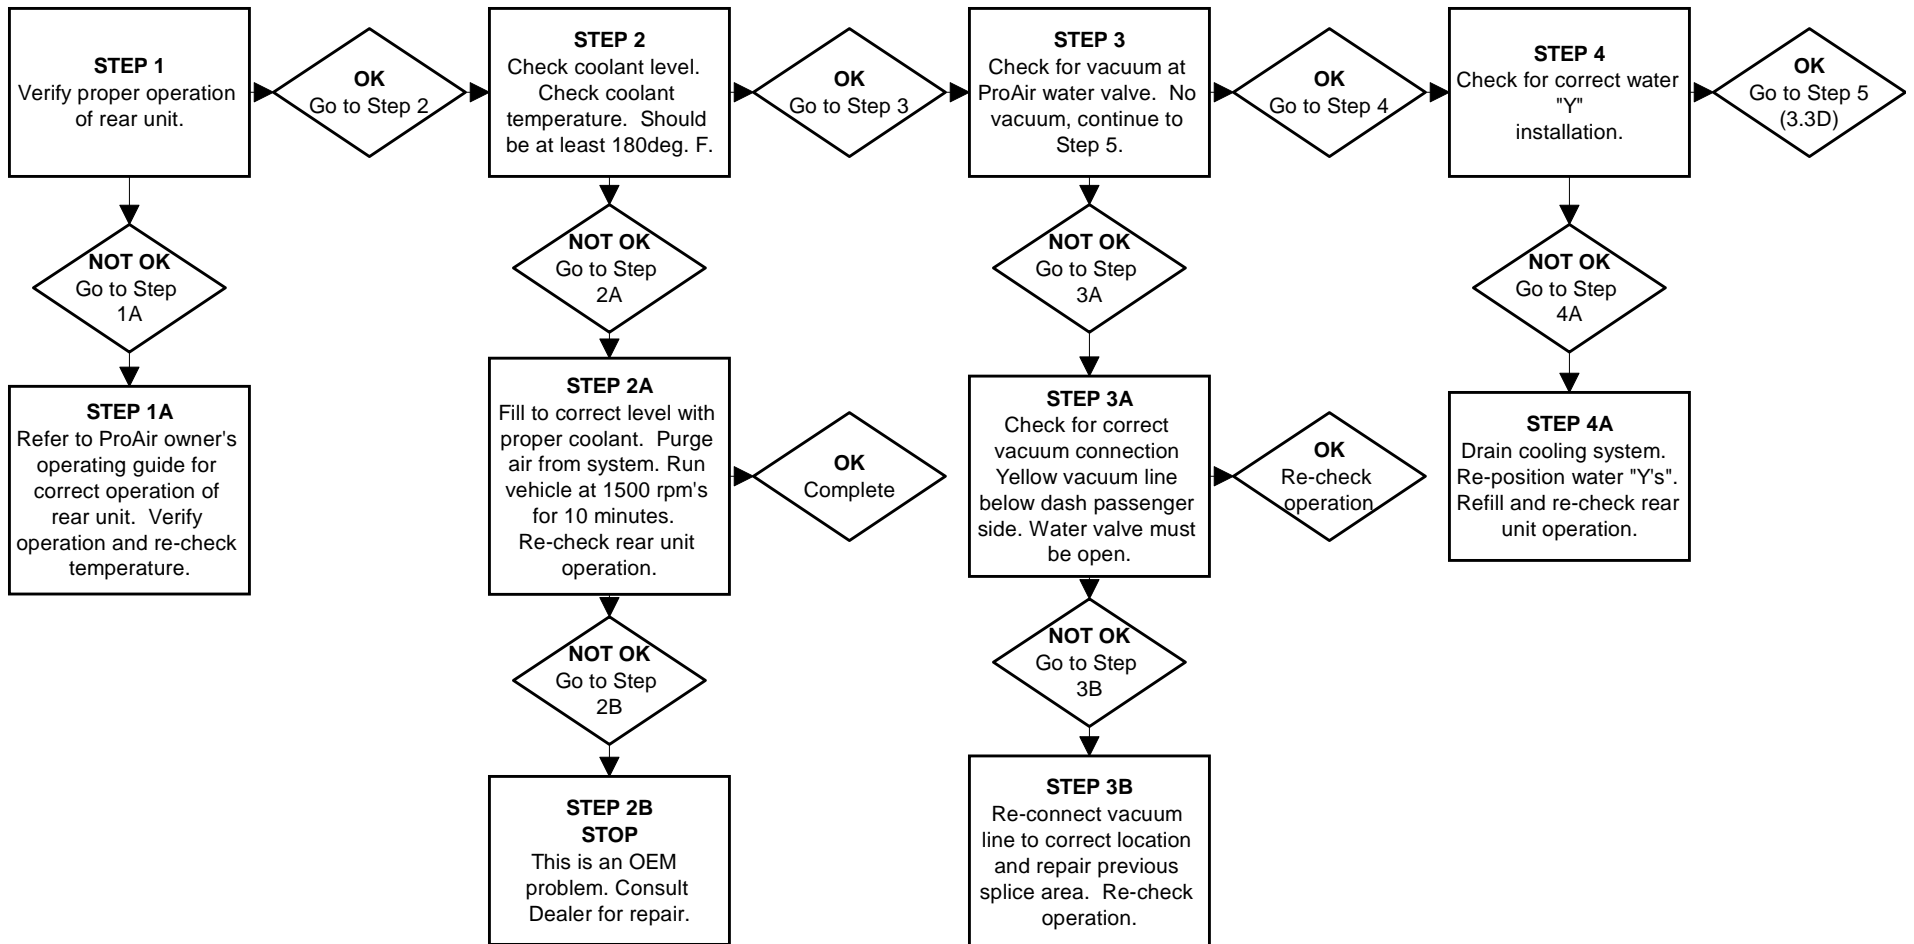 STEP 1
Verify proper operation
of rear unit.
OK
Go to Step 2
STEP 2
Check coolant level.
Check coolant
temperature.  Should
be at least 180deg. F.
OK
Go to Step 3
STEP 3
Check for vacuum at
ProAir water valve.  No
vacuum, continue to
Step 5.
OK
Go to Step 4
STEP 4
Check for correct water
"Y"
installation.
OK
Go to Step 5
(3.3D)
NOT OK
Go to Step
1A
NOT OK
Go to Step
2A
NOT OK
Go to Step
3A
NOT OK
Go to Step
4A
STEP 1A
Refer to ProAir owner's
operating guide for
correct operation of
rear unit.  Verify
operation and re-check
temperature.
STEP 2A
Fill to correct level with
proper coolant.  Purge
air from system. Run
vehicle at 1500 rpm's
for 10 minutes.
Re-check rear unit
operation.
OK
Complete
STEP 3A
Check for correct
vacuum connection
Yellow vacuum line
below dash passenger
side. Water valve must
be open.
OK
Re-check
operation
STEP 4A
Drain cooling system.
Re-position water "Y's".
Refill and re-check rear
unit operation.
NOT OK
Go to Step
2B
NOT OK
Go to Step
3B
STEP 2B
STOP
This is an OEM
problem. Consult
Dealer for repair.
STEP 3B
Re-connect vacuum
line to correct location
and repair previous
splice area.  Re-check
operation.